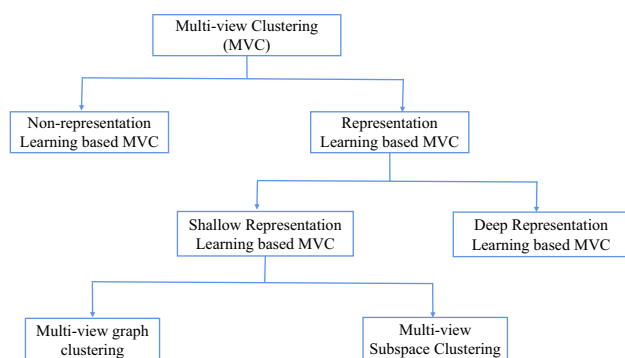 Multi-view Clustering
(MVC)
Non-representation
Learning based MVC
Representation
Learning based MVC
Shallow Representation
Learning based MVC
Deep Representation
Learning based MVC
Multi-view graph
clustering
Multi-view
Subspace Clustering